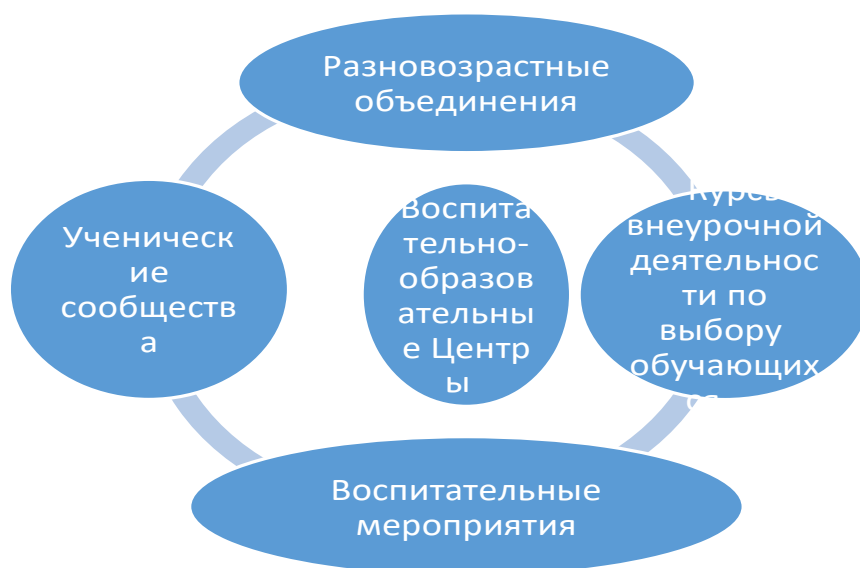 Разновозрастные
объединения
Ученическ
ие
сообществ
а
Воспита
тельно-
образов
ательны
е Центр
ы
Курсы
внеурочной
деятельнос
ти по
выбору
обучающих
ся
Воспитательные
мероприятия